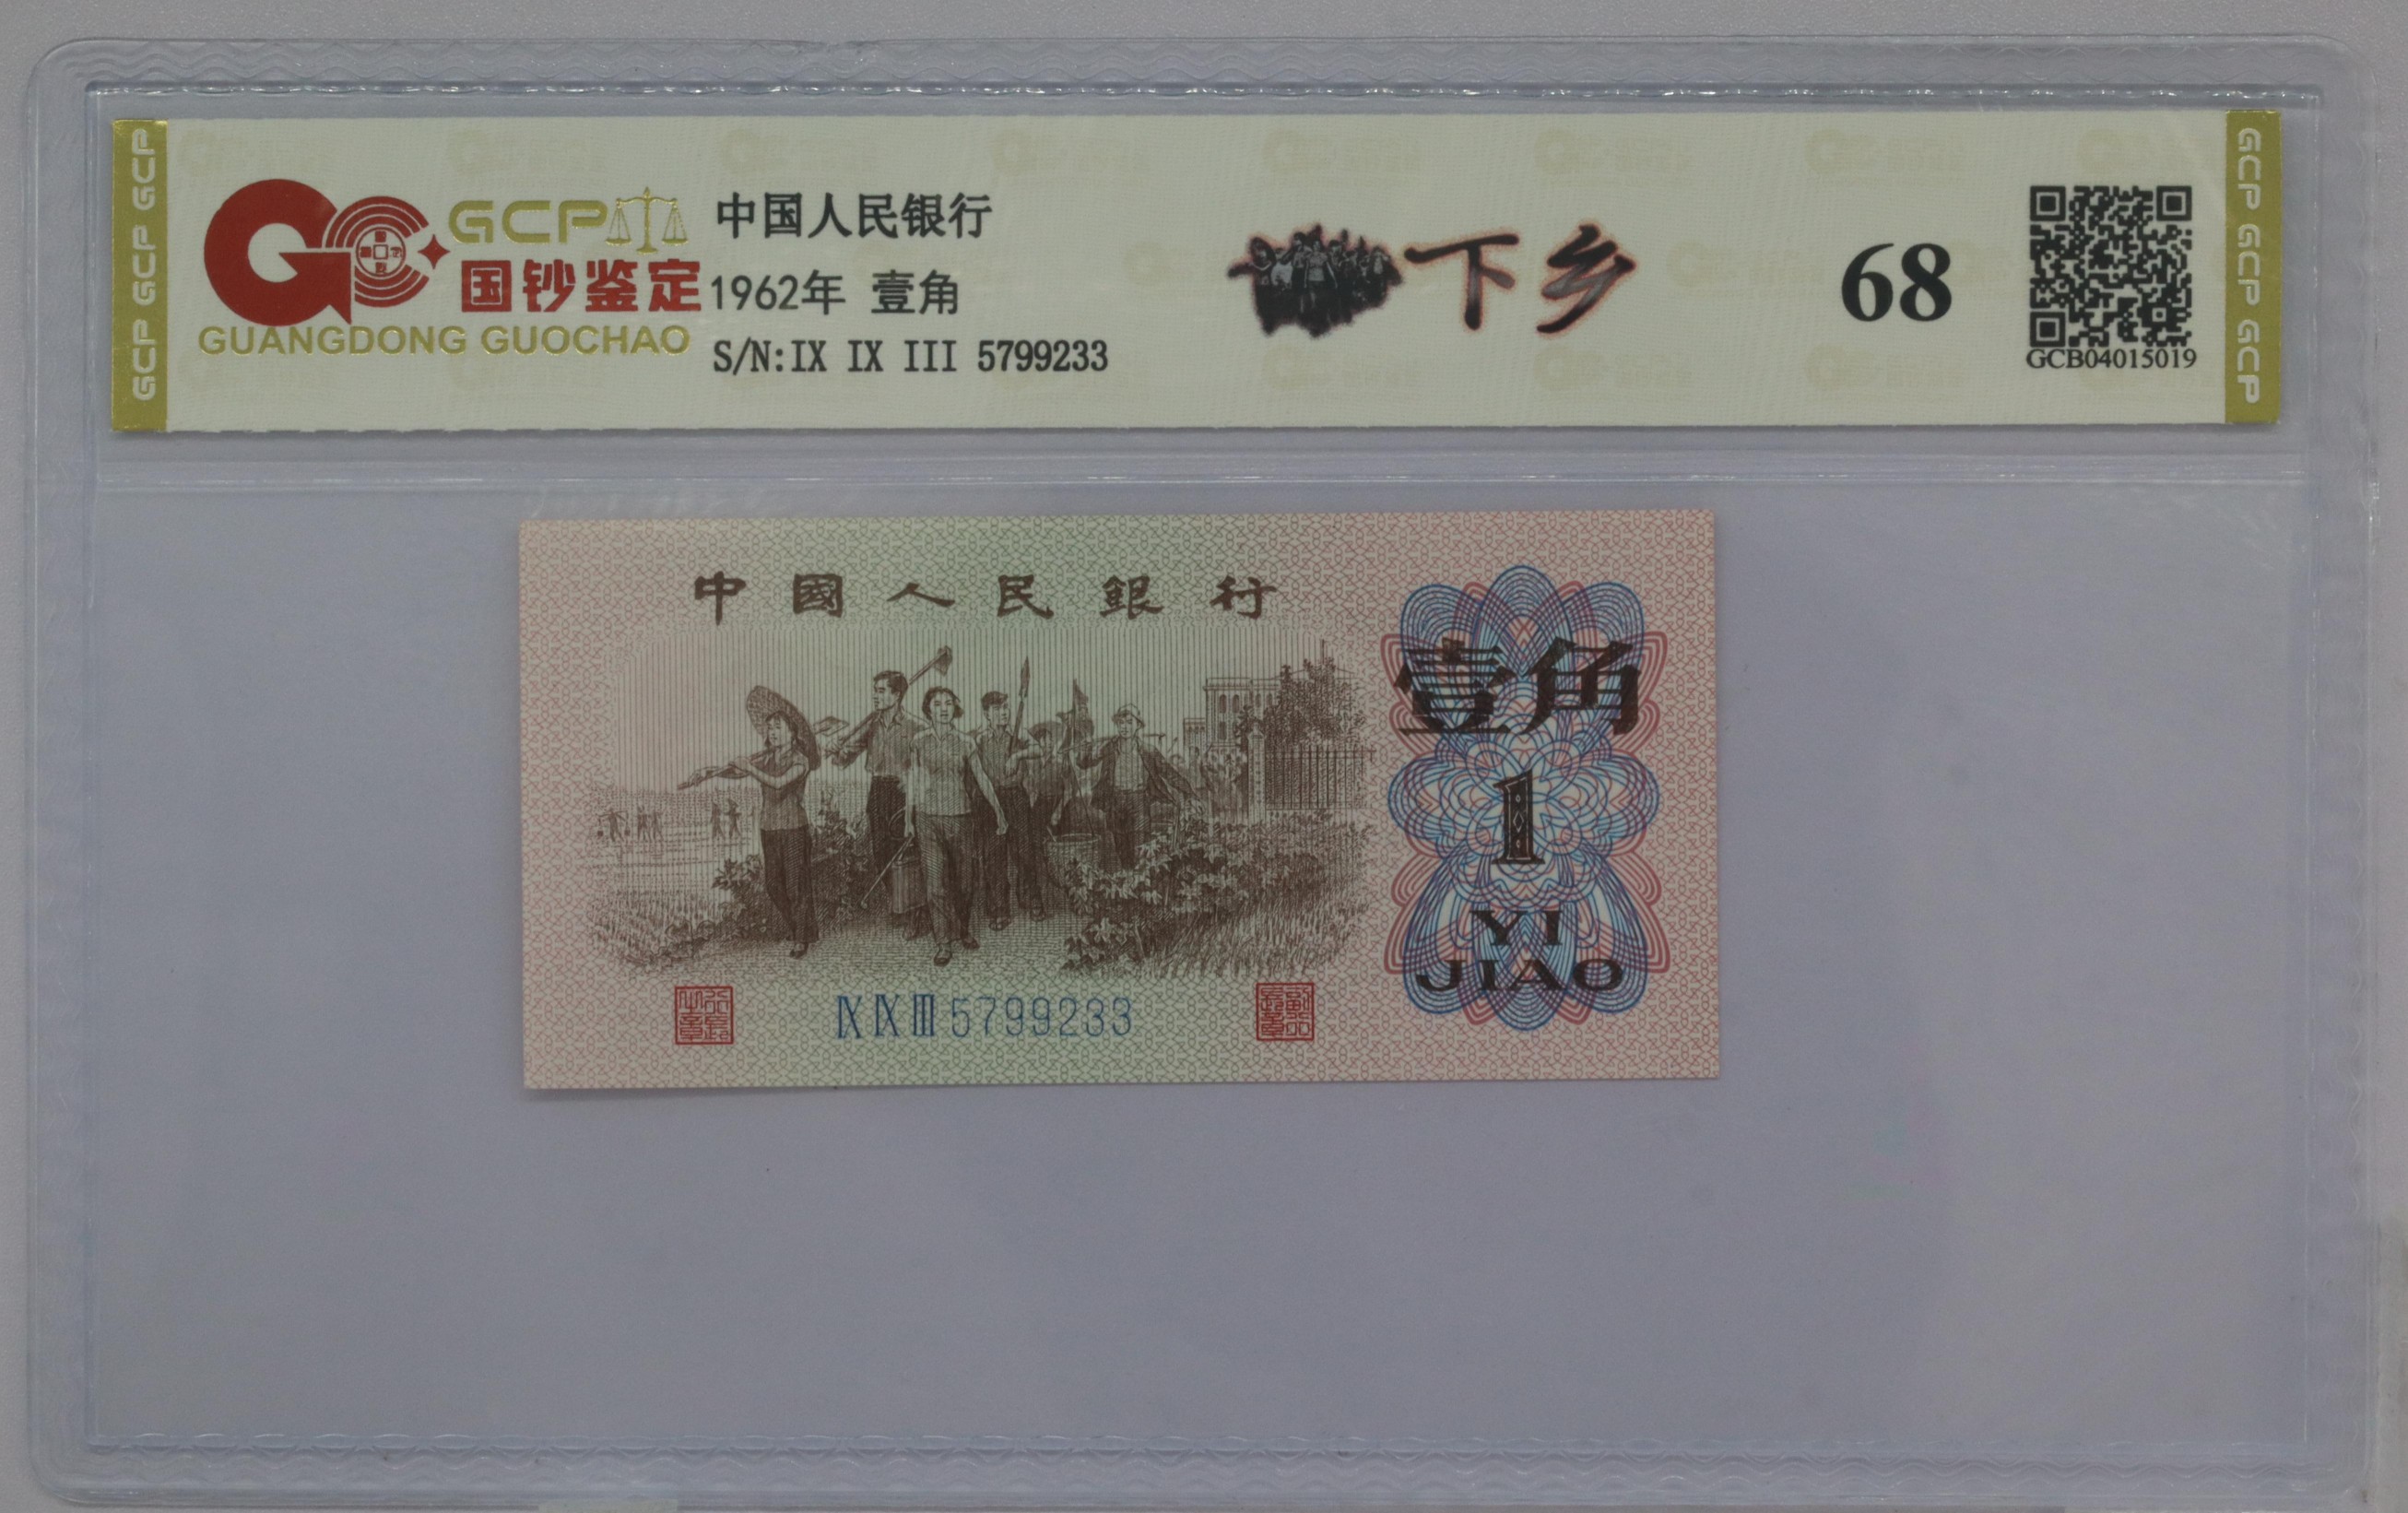 GCP GCP GCP
GCP
国钞鉴定
GUANGDONG GUOCHAO
中国人民银行
1962年 壹角
S/N:IX IX III 5799233
下乡
68
GCB04015019
GCP GCP GCP
中國人民銀行
壹角
1
YI
JIAO
ⅨⅨⅢ5799233